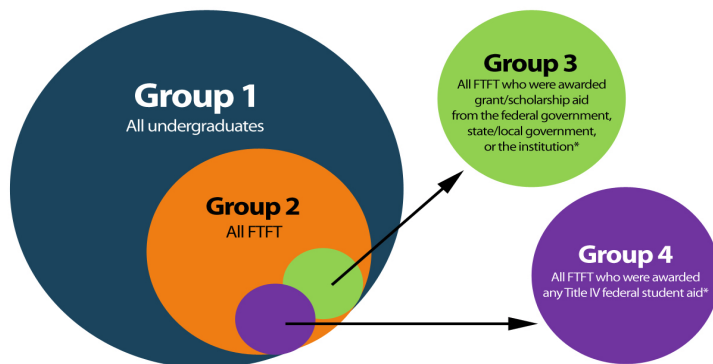 Group 1
All undergraduates
Group 2
All FTFT
Group 3
All FTFT who were awarded
grant/scholarship aid
from the federal government,
state/local government,
or the institution*
Group 4
All FTFT who were awarded
any Title IV federal student aid*